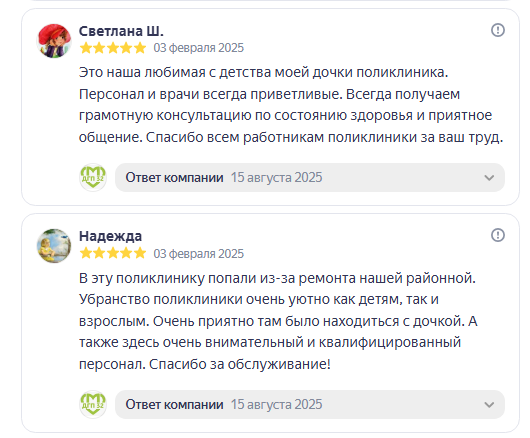 Светлана Ш.
03 февраля 2025
Это наша любимая с детства моей дочки поликлиника.
Персонал и врачи всегда приветливые. Всегда получаем
грамотную консультацию по состоянию здоровья и приятное
общение. Спасибо всем работникам поликлиники за ваш труд.
ДГП 32
Ответ компании 15 августа 2025
Надежда
03 февраля 2025
В эту поликлинику попали из-за ремонта нашей районной.
Убранство поликлиники очень уютно как детям, так и
взрослым. Очень приятно там было находиться с дочкой. А
также здесь очень внимательный и квалифицированный
персонал. Спасибо за обслуживание!
ДГП 32
Ответ компании 15 августа 2025